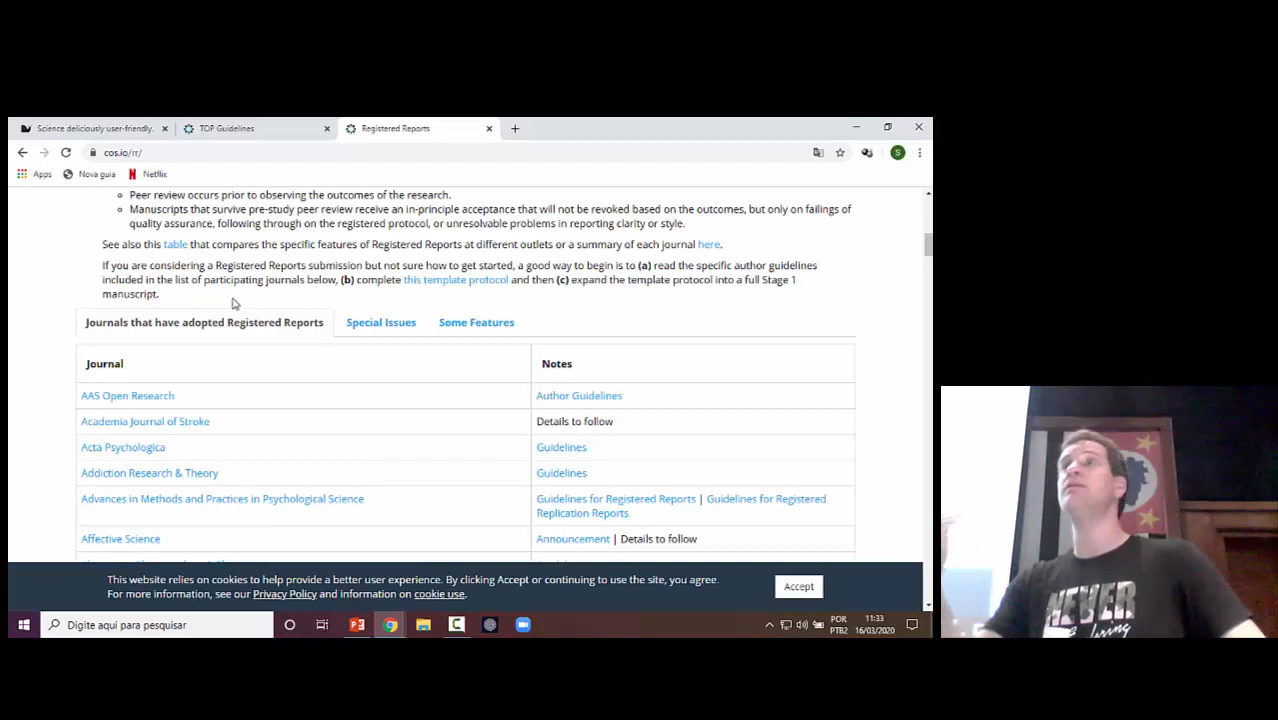 Science deliciously user-friendly.
TOP Guidelines
Registered Reports
cos.io/rr/
Apps
Nova guia
Netflix
Peer review occurs prior to observing the outcomes of the research.
Manuscripts that survive pre-study peer review receive an in-principle acceptance that will not be revoked based on the outcomes, but only on failings of
quality assurance, following through on the registered protocol, or unresolvable problems in reporting clarity or style.
See also this table that compares the specific features of Registered Reports at different outlets or a summary of each journal here.
If you are considering a Registered Reports submission but not sure how to get started, a good way to begin is to (a) read the specific author guidelines
included in the list of participating journals below, (b) complete this template protocol and then (c) expand the template protocol into a full Stage 1
manuscript.
Journals that have adopted Registered Reports
Special Issues
Some Features
Journal
Notes
AAS Open Research
Author Guidelines
Academia Journal of Stroke
Details to follow
Acta Psychologica
Guidelines
Addiction Research & Theory
Guidelines
Advances in Methods and Practices in Psychological Science
Guidelines for Registered Reports | Guidelines for Registered
Replication Reports
Affective Science
Announcement | Details to follow
This website relies on cookies to help provide a better user experience. By clicking Accept or continuing to use the site, you agree.
For more information, see our Privacy Policy and information on cookie use.
Accept
Digite aqui para pesquisar
POR
PTB2
11:33
16/03/2020
S
NEVER